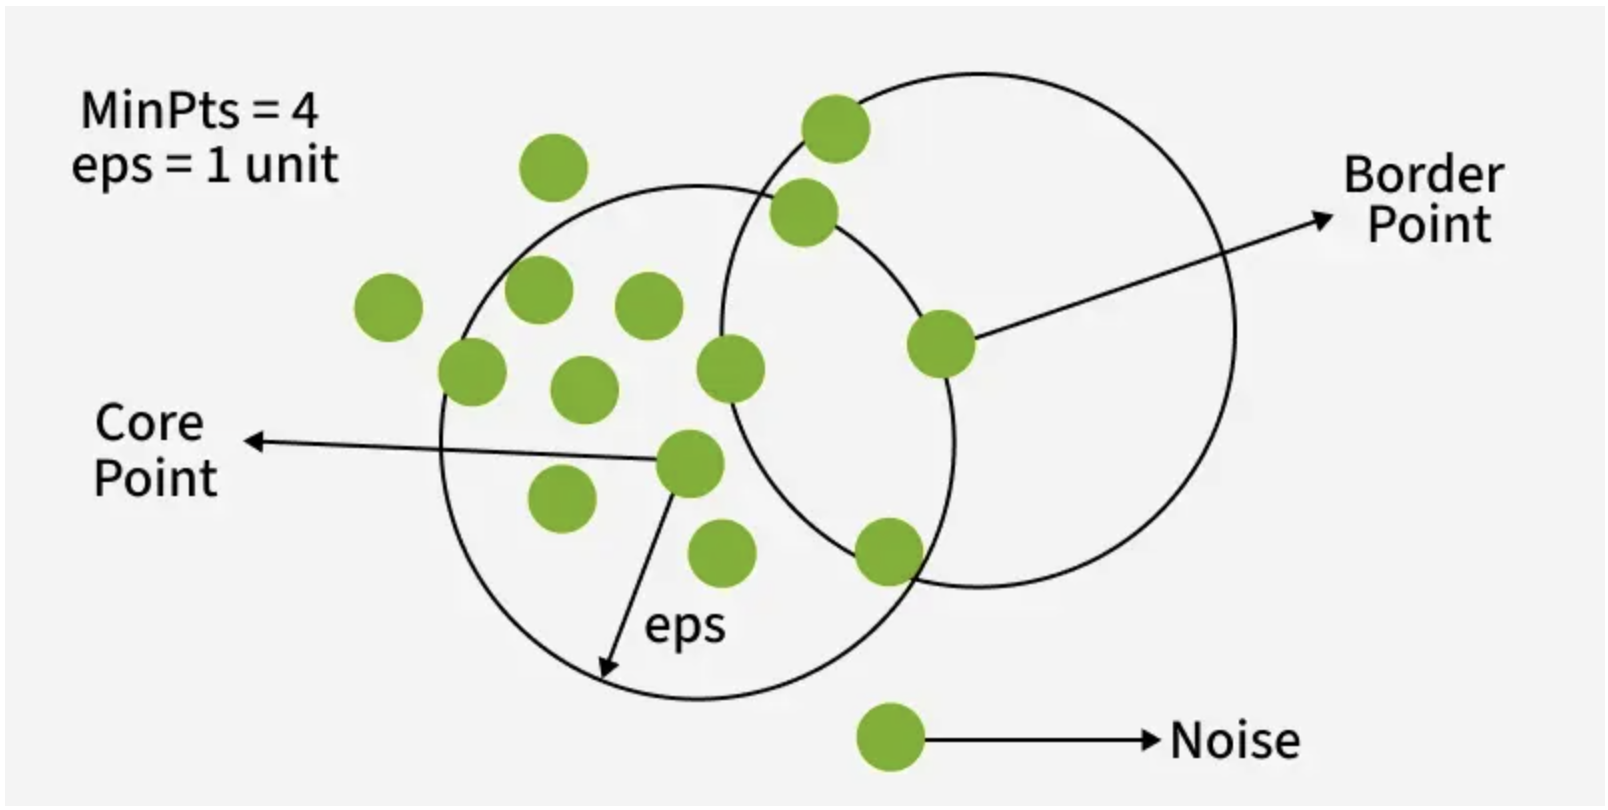 MinPts = 4
eps = 1 unit
Border
Point
Core
Point
eps
Noise